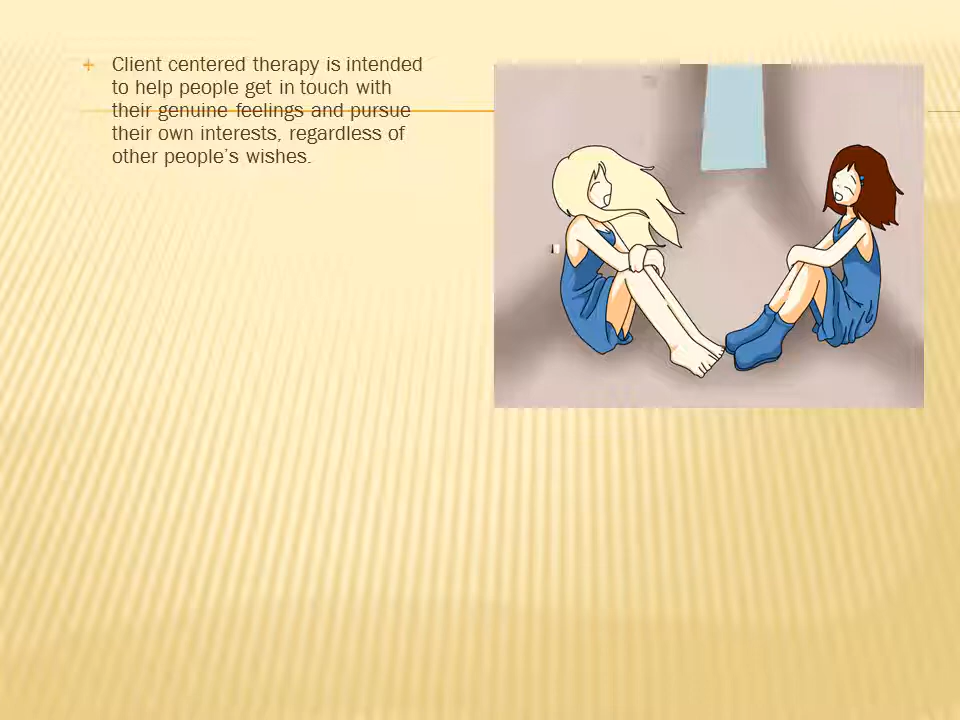 Client centered therapy is intended
to help people get in touch with
their genuine feelings and pursue
their own interests, regardless of
other people's wishes.